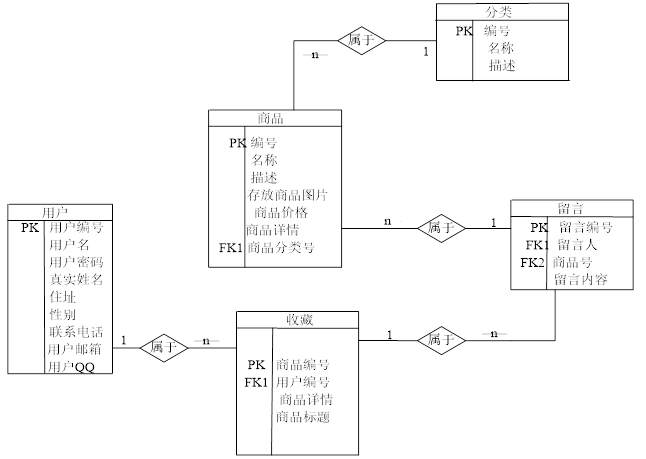 分类
PK 编号
名称
描述
属于
n
1
商品
PK 编号
名称
描述
存放商品图片
商品价格
商品详情
FK1 商品分类号
n
属于
1
留言
PK 留言编号
FK1 留言人
FK2 商品号
留言内容
用户
PK 用户编号
用户名
用户密码
真实姓名
住址
性别
联系电话
用户邮箱
用户QQ
1
属于
n
收藏
PK 商品编号
FK1 用户编号
商品详情
商品标题
1
属于
n